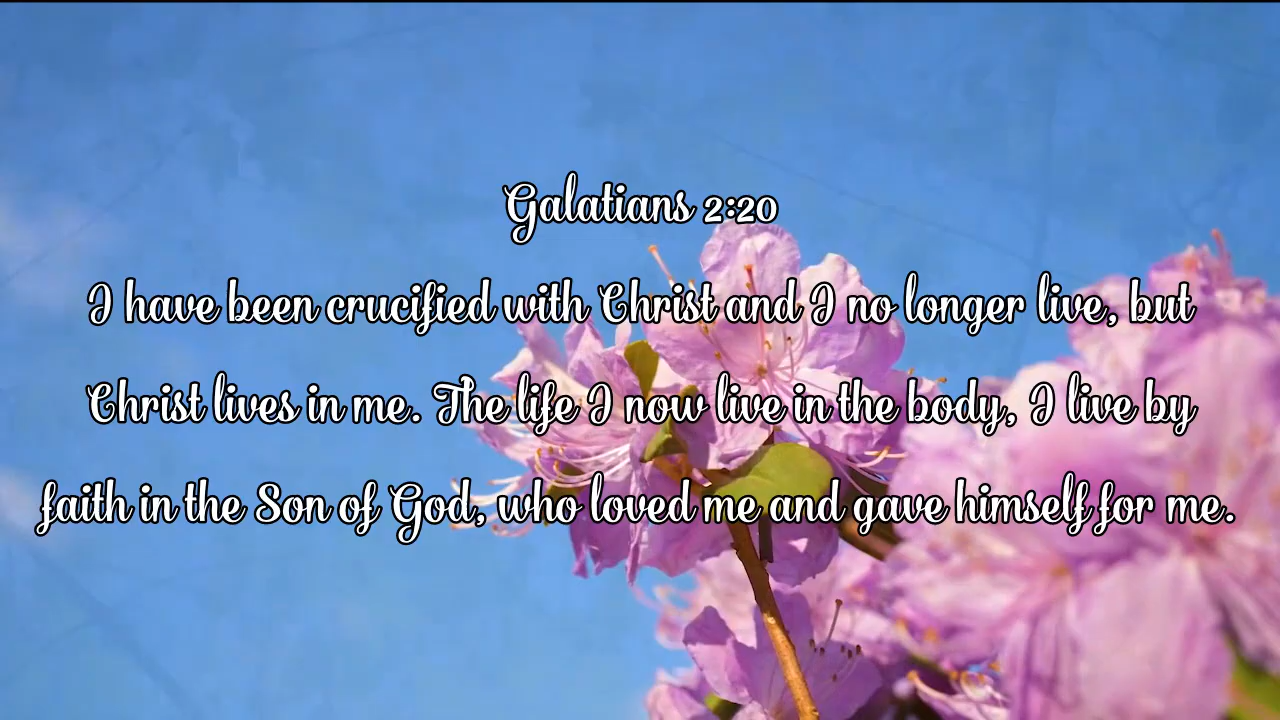 Galatians 2:20
I have been crucified with Christ and I no longer live, but
Christ lives in me. The life I now live in the body, I live by
faith in the Son of God, who loved me and gave himself for me.